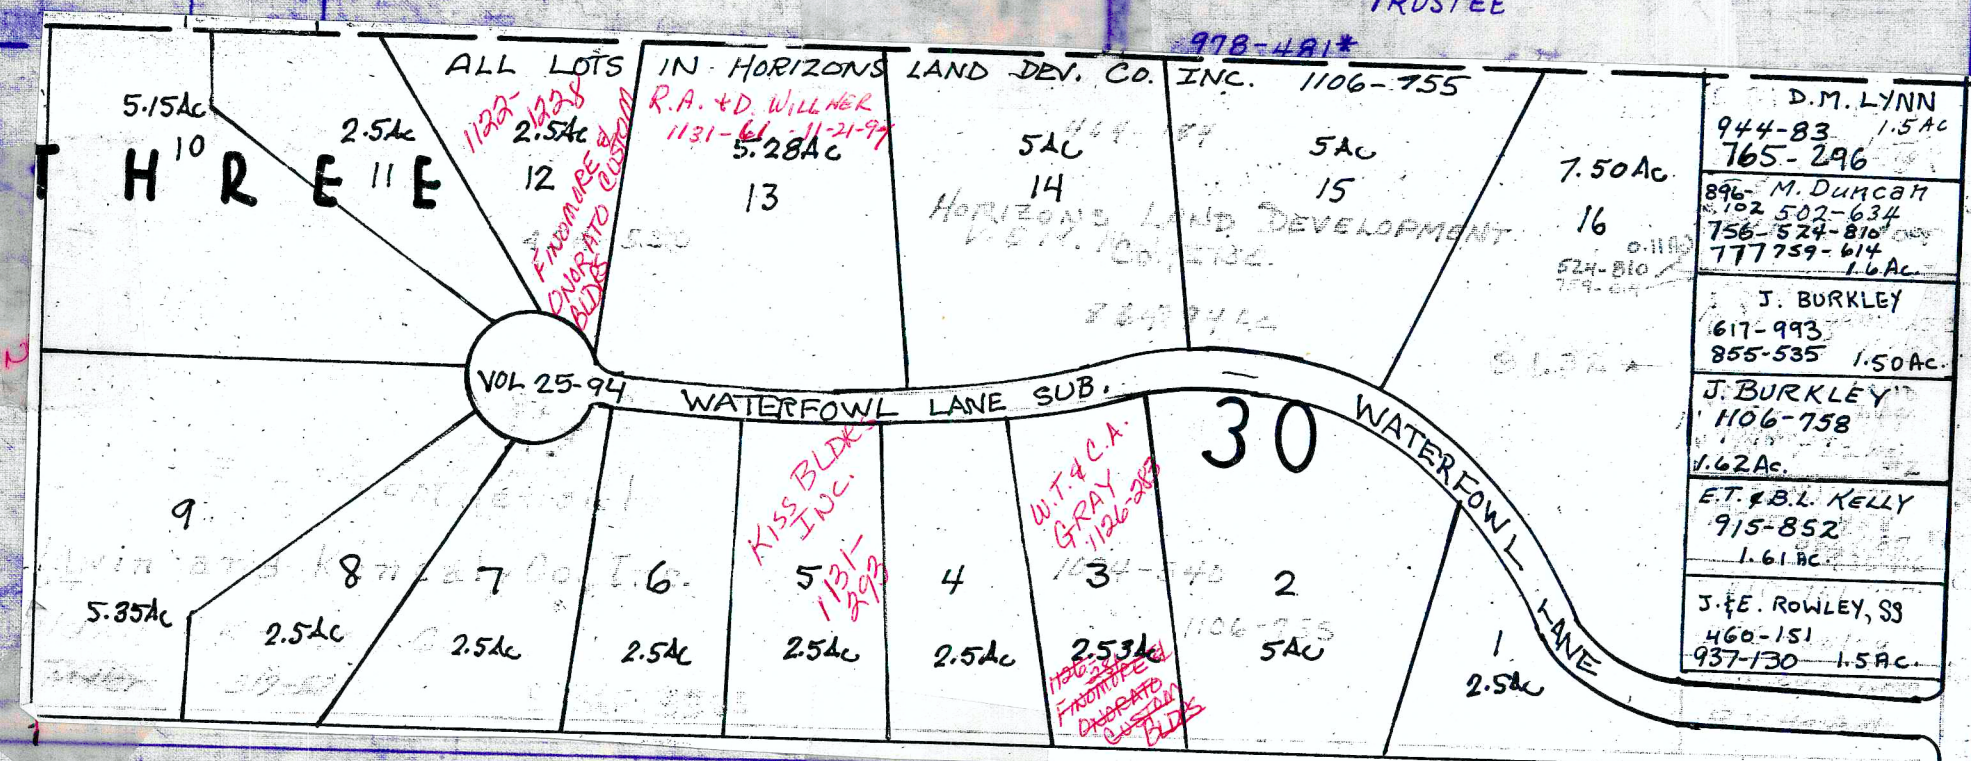 TRUSTEE
978-481*
ALL LOTS IN HORIZONS LAND DEV. CO. INC. 1106-755
5.15Ac
10
THREE
2.5Ac
11
1122-1228
2.5Ac
12
FINOMORE &
ONORATO CUSTOM
BLDRS
R.A. & D. WILLNER
1131-61 - 11-21-94
5.28Ac
13
5Ac
14
5Ac
15
7.50Ac.
16
HORIZONS LAND DEVELOPMENT
0.11
524-810
D.M. LYNN
944-83 1.5AC
765-296
896- M. Duncan
102 502-634
756-524-810
777 759-614
1.6Ac.
J. BURKLEY
617-993
855-535 1.50AC.
J. BURKLEY
1106-758
1.62Ac.
E.T. & B.L. KELLY
915-852
1.61AC.
J. & E. ROWLEY, SS
460-151
937-130 1.5AC.
VOL 25-94
WATERFOWL LANE SUB.
30
WATERFOWL LANE
9
5.35Ac
8
2.5Ac
7
2.5Ac
6
2.5Ac
KISS BLDRS
INC.
5
1131-
293
2.5Ac
4
2.5Ac
W.T. & C.A.
GRAY
1126-283
3
2.53Ac
FINOMORE &
ONORATO
CUSTOM
BLDRS
2
1106-755
5Ac
1
2.5Ac